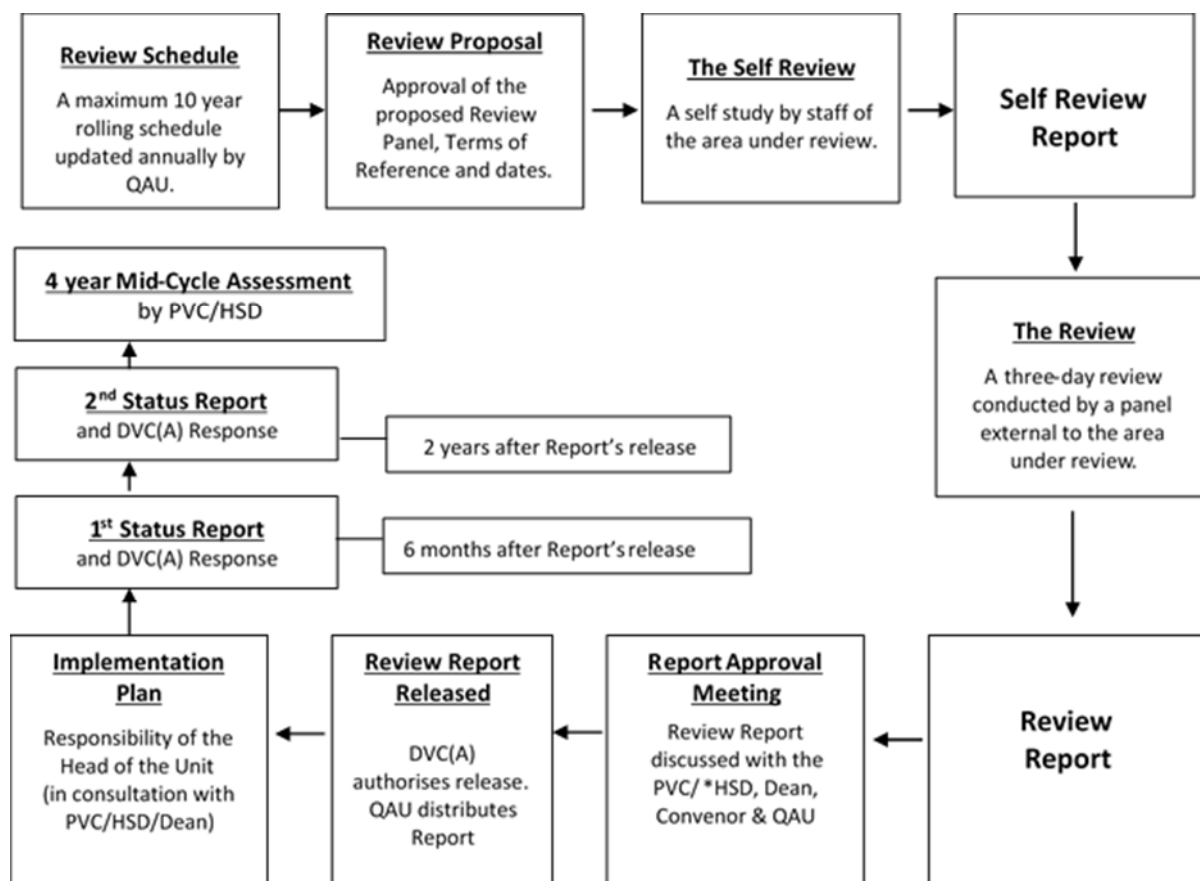 Review Schedule
A maximum 10 year
rolling schedule
updated annually by
QAU.
Review Proposal
Approval of the
proposed Review
Panel, Terms of
Reference and dates.
The Self Review
A self study by staff of
the area under review.
Self Review
Report
The Review
A three-day review
conducted by a panel
external to the area
under review.
Review
Report
Report Approval
Meeting
Review Report
discussed with the
PVC/ *HSD, Dean,
Convenor & QAU
Review Report
Released
DVC(A)
authorises release.
QAU distributes
Report
Implementation
Plan
Responsibility of the
Head of the Unit
(in consultation with
PVC/HSD/Dean)
1st Status Report
and DVC(A) Response
6 months after Report's release
2nd Status Report
and DVC(A) Response
2 years after Report's release
4 year Mid-Cycle Assessment
by PVC/HSD